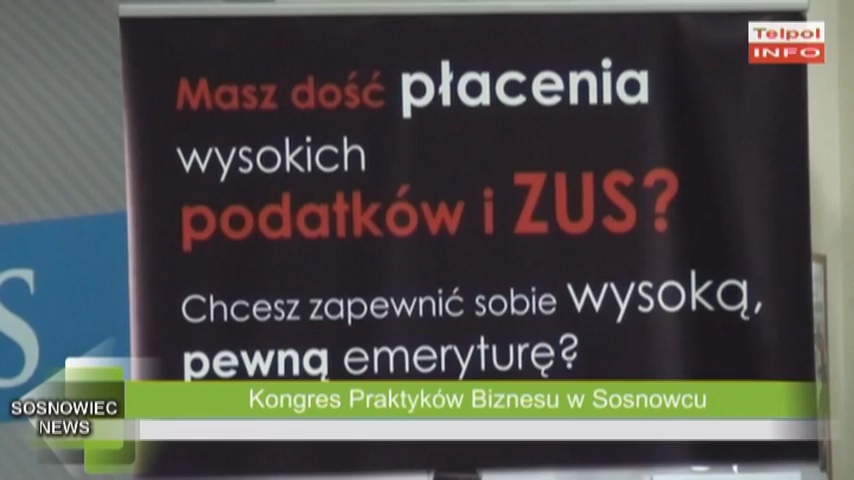 Telpol
INFO
Masz dość płacenia
wysokich
podatków i ZUS?
Chcesz zapewnić sobie wysoką,
pewną emeryturę?
S
Kongres Praktyków Biznesu w Sosnowcu
SOSNOWIEC
NEWS